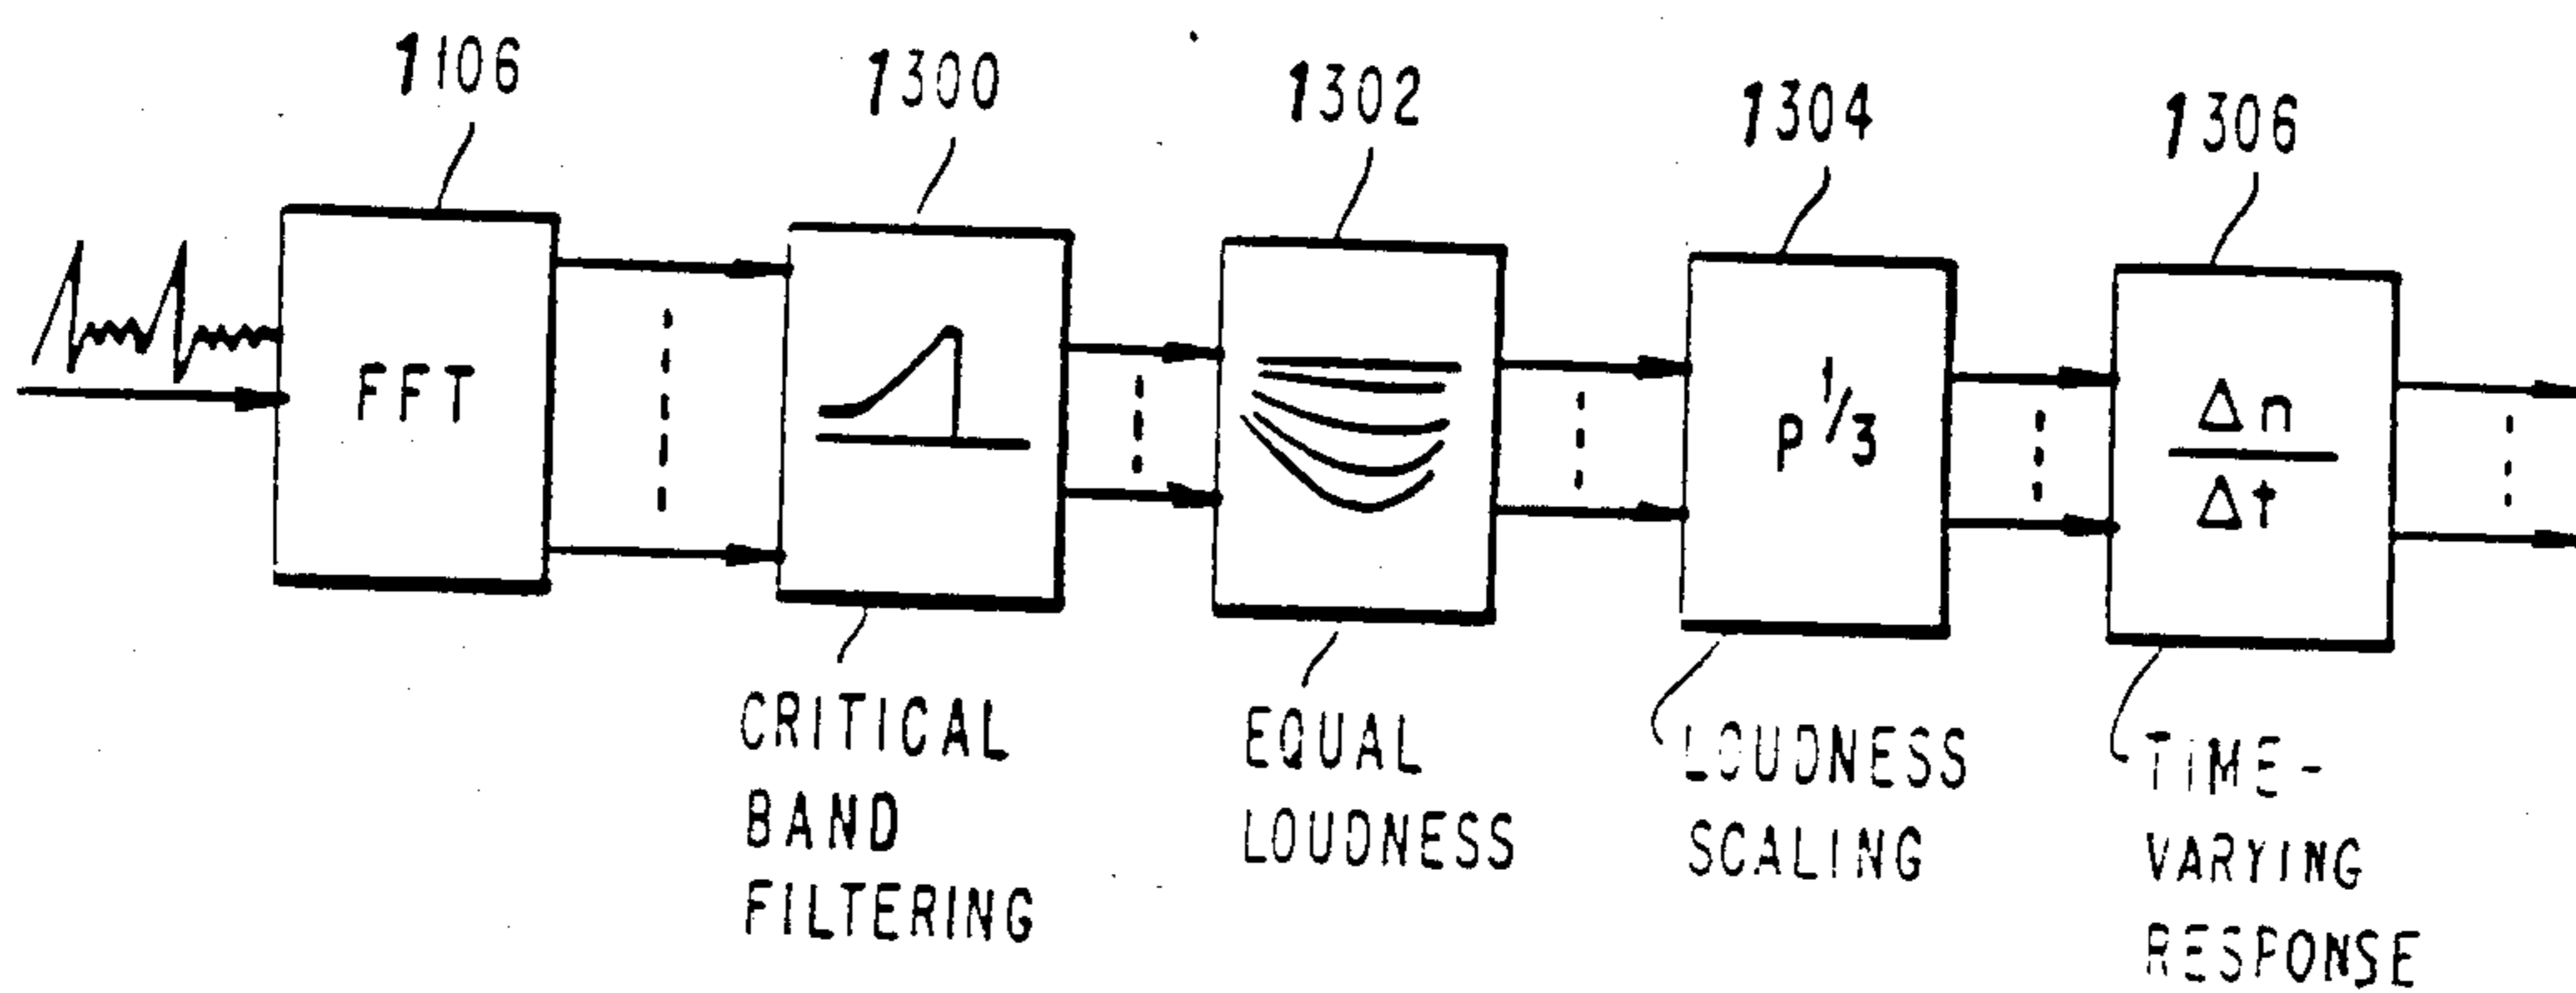 1106
1300
1302
1304
1306
FFT
p 1/3
Δn
Δt
CRITICAL
BAND
FILTERING
EQUAL
LOUDNESS
LOUDNESS
SCALING
TIME-
VARYING
RESPONSE